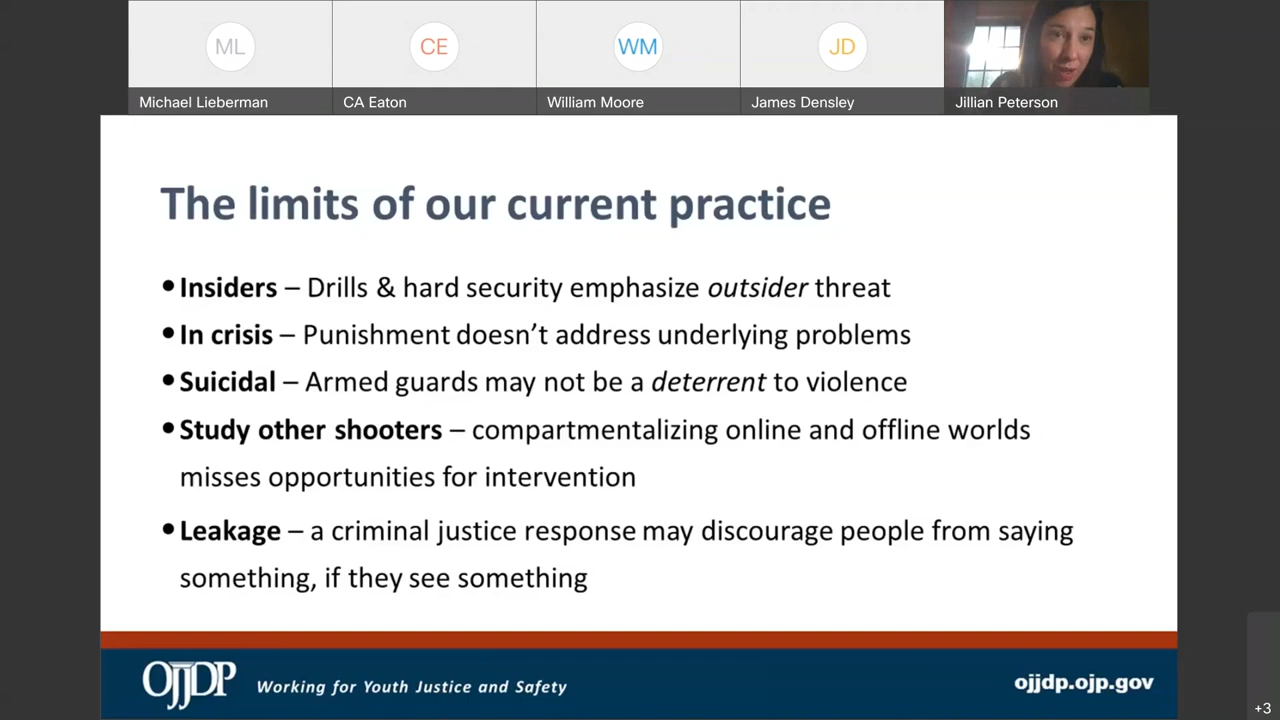 ML
CE
WM
JD
Michael Lieberman
CA Eaton
William Moore
James Densley
Jillian Peterson
The limits of our current practice
• Insiders – Drills & hard security emphasize outsider threat
• In crisis – Punishment doesn't address underlying problems
• Suicidal – Armed guards may not be a deterrent to violence
• Study other shooters – compartmentalizing online and offline worlds
misses opportunities for intervention
• Leakage – a criminal justice response may discourage people from saying
something, if they see something
OJJDP Working for Youth Justice and Safety
ojjdp.ojp.gov
+3